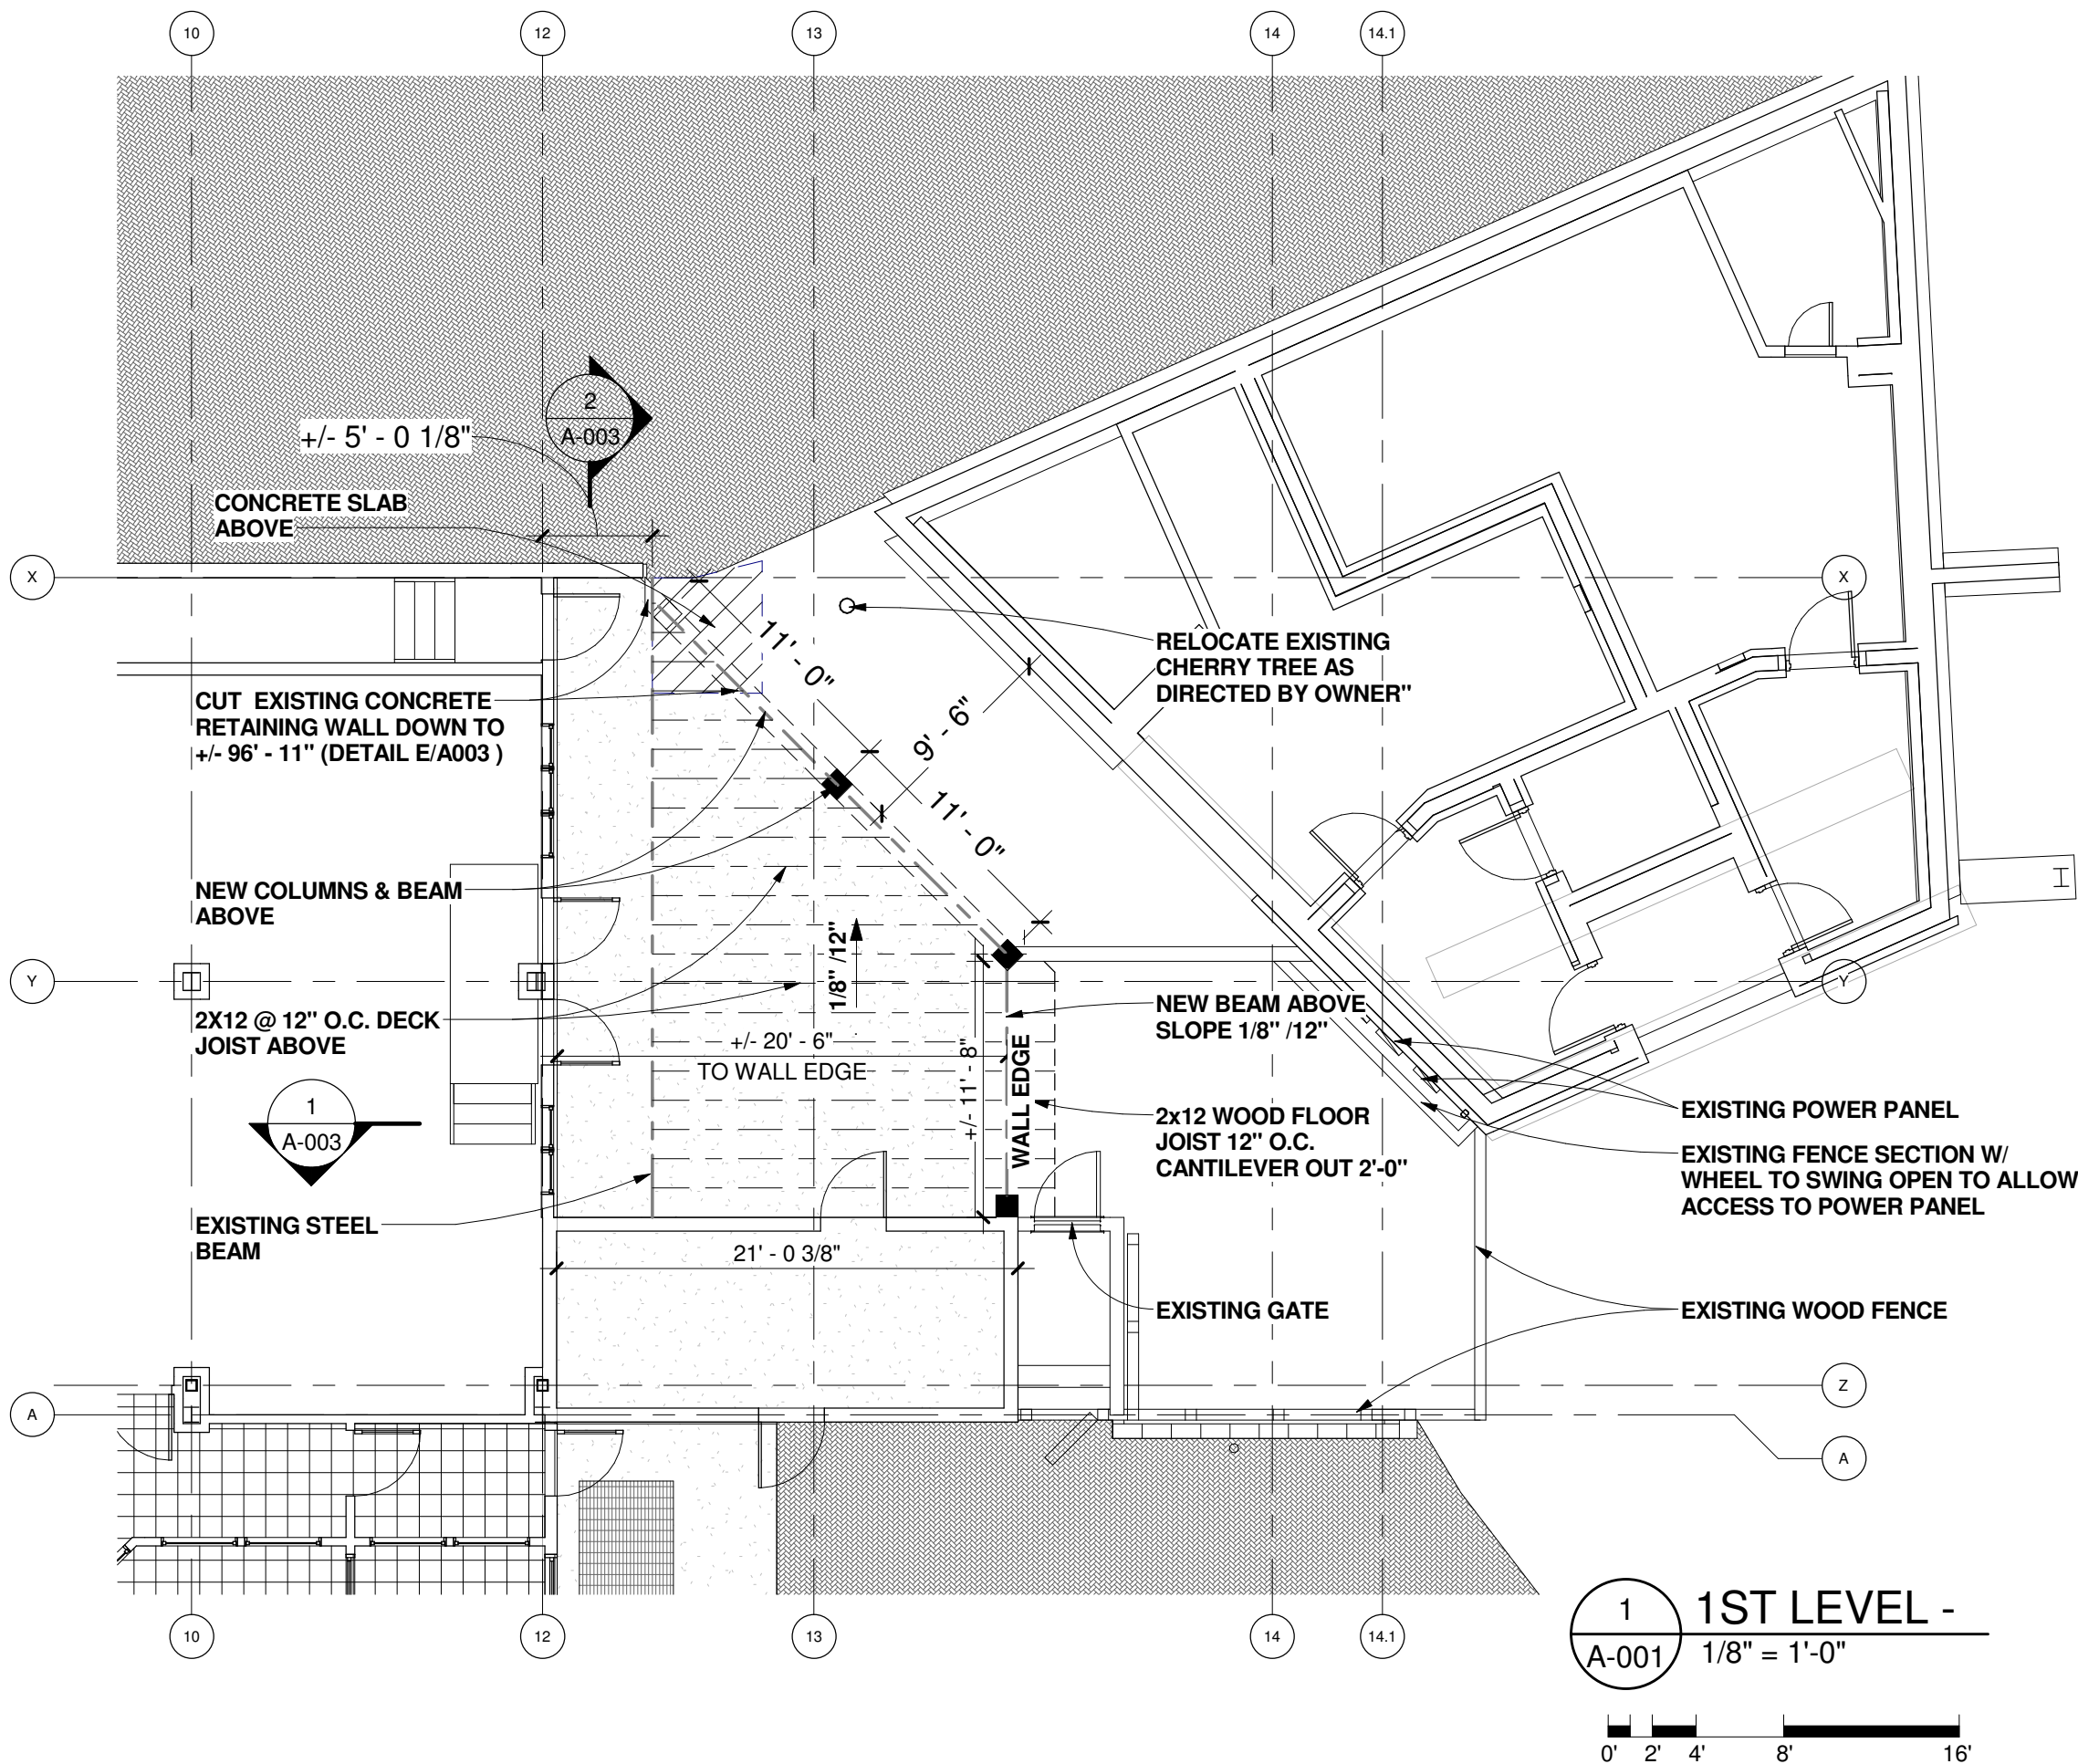 10
12
13
14
14.1
2
A-003
+/- 5' - 0 1/8"
CONCRETE SLAB
ABOVE
X
X
11' - 0"
RELOCATE EXISTING
CHERRY TREE AS
DIRECTED BY OWNER"
CUT EXISTING CONCRETE
RETAINING WALL DOWN TO
+/- 96' - 11" (DETAIL E/A003 )
9' - 6"
11' - 0"
NEW COLUMNS & BEAM
ABOVE
1/8" /12"
Y
Y
2X12 @ 12" O.C. DECK
JOIST ABOVE
NEW BEAM ABOVE
SLOPE 1/8" /12"
+/- 20' - 6"
TO WALL EDGE
+/- 11' - 8"
WALL EDGE
1
A-003
2x12 WOOD FLOOR
JOIST 12" O.C.
CANTILEVER OUT 2'-0"
EXISTING POWER PANEL
EXISTING FENCE SECTION W/
WHEEL TO SWING OPEN TO ALLOW
ACCESS TO POWER PANEL
EXISTING STEEL
BEAM
21' - 0 3/8"
EXISTING GATE
EXISTING WOOD FENCE
Z
A
A
10
12
13
14
14.1
1
A-001
1ST LEVEL -
1/8" = 1'-0"
0' 2' 4' 8' 16'